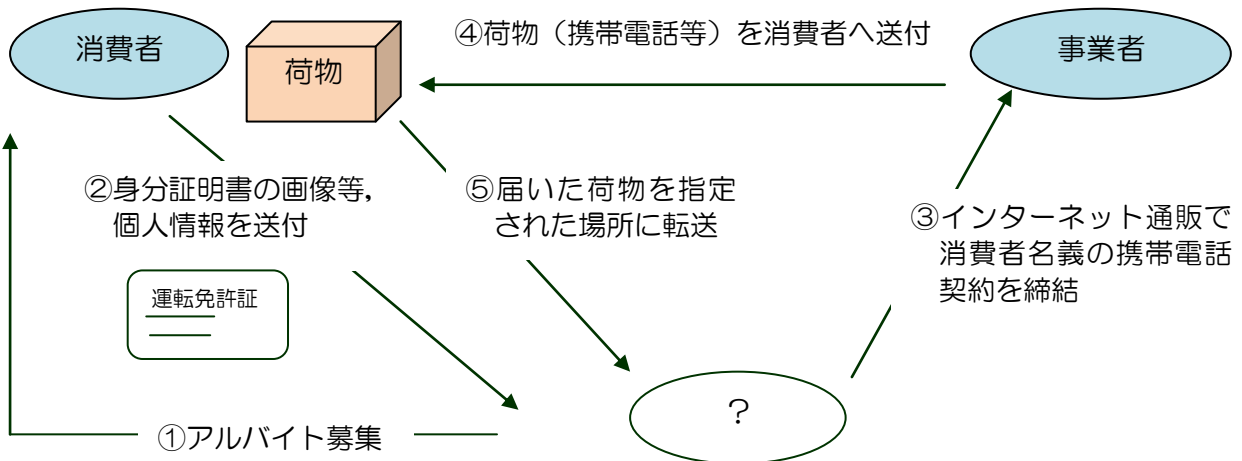 消費者
荷物
④荷物（携帯電話等）を消費者へ送付
事業者
②身分証明書の画像等，
個人情報を送付
⑤届いた荷物を指定
された場所に転送
③インターネット通販で
消費者名義の携帯電話
契約を締結
運転免許証
？
①アルバイト募集